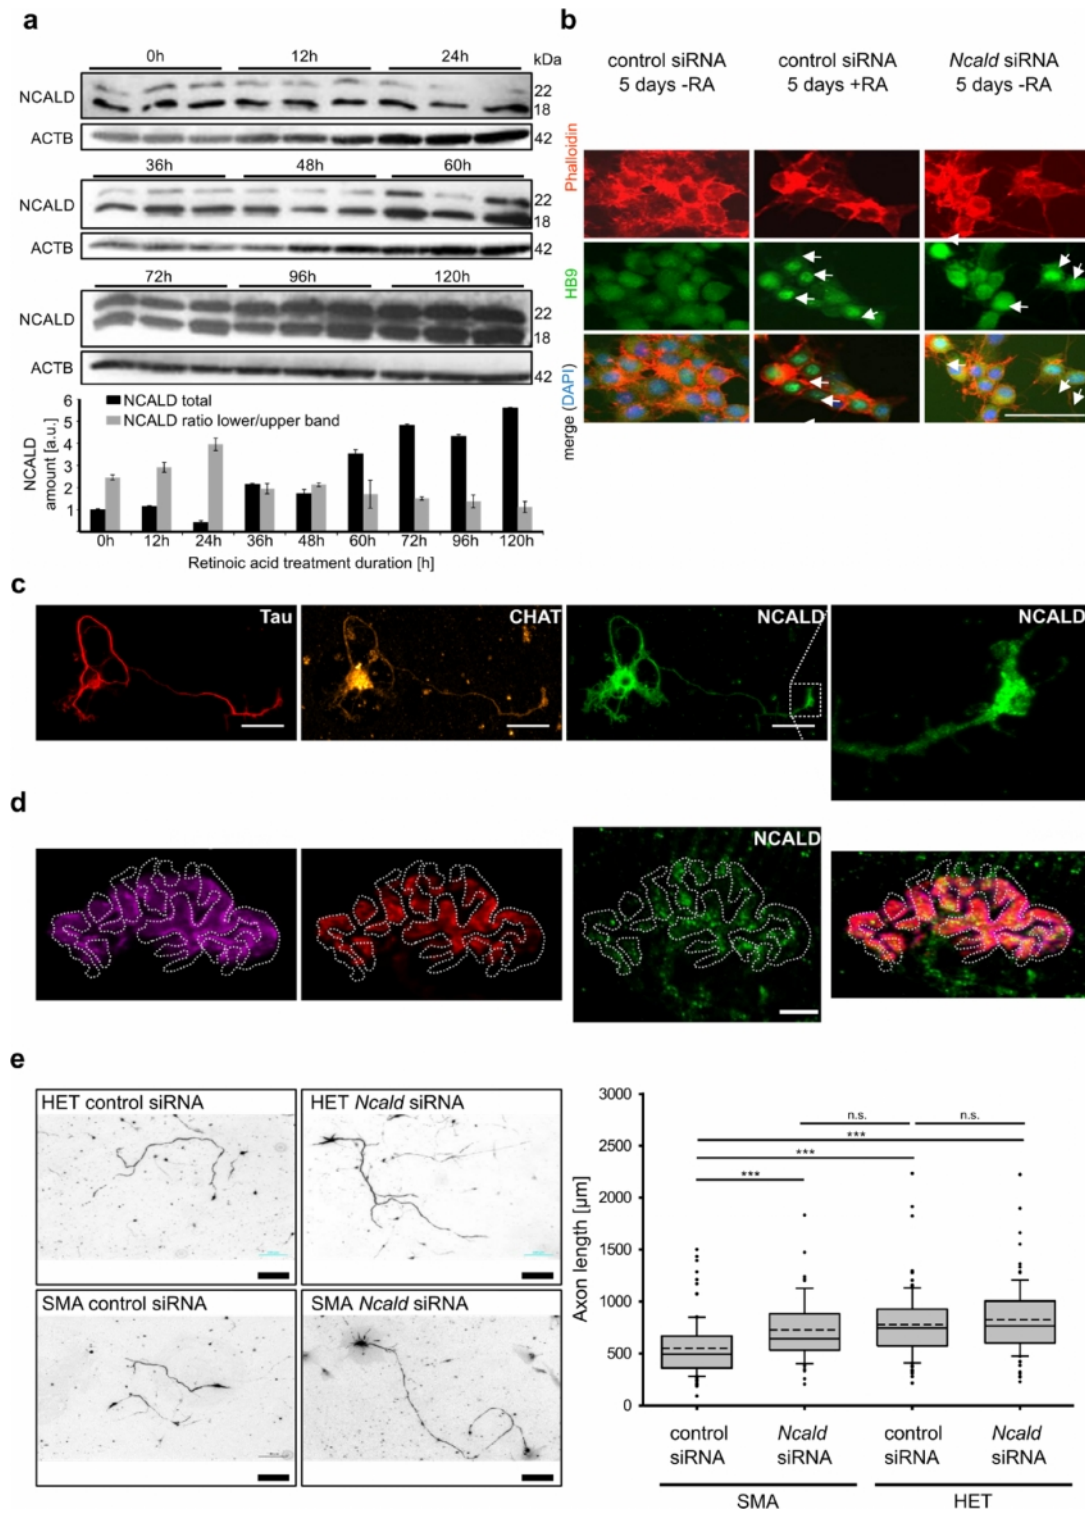 a
0h 12h 24h kDa
NCALD 22
18
ACTB 42
36h 48h 60h
NCALD 22
18
ACTB 42
72h 96h 120h
NCALD 22
18
ACTB 42
NCALD total
NCALD ratio lower/upper band
NCALD
amount [a.u.]
6
5
4
3
2
1
0h 12h 24h 36h 48h 60h 72h 96h 120h
Retinoic acid treatment duration [h]
b
control siRNA control siRNA Ncald siRNA
5 days -RA 5 days +RA 5 days -RA
Phalloidin
HB9
merge (DAPI)
c
Tau CHAT NCALD NCALD
d
NCALD
e
HET control siRNA HET Ncald siRNA
SMA control siRNA SMA Ncald siRNA
Axon length [µm]
3000
2500
2000
1500
1000
500
0
n.s. n.s.
***
***
***
control Ncald control Ncald
siRNA siRNA siRNA siRNA
SMA HET